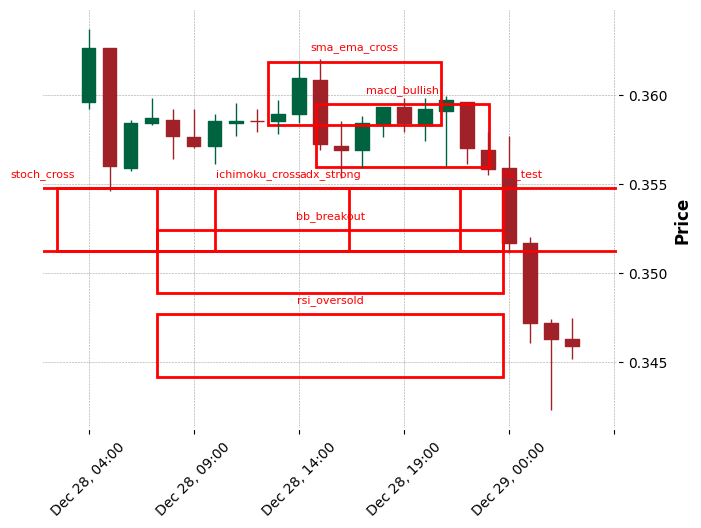 sma_ema_cross
macd_bullish
0.360
stoch_cross
ichimoku_cross
adx_strong
_test
0.355
bb_breakout
0.350
rsi_oversold
0.345
Price
Dec 28, 04:00
Dec 28, 09:00
Dec 28, 14:00
Dec 28, 19:00
Dec 29, 00:00